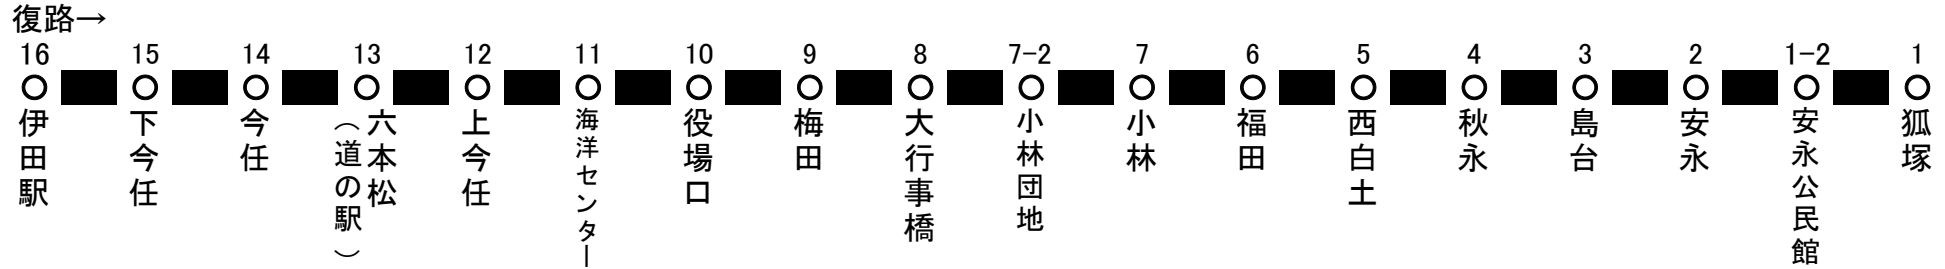 復路→
16 15 14 13 12 11 10 9 8 7-2 7 6 5 4 3 2 1-2 1
伊田駅
下今任
今任
六本松
（道の駅）
上今任
海洋センター
役場口
梅田
大行事橋
小林団地
小林
福田
西白土
秋永
島台
安永
安永公民館
狐塚